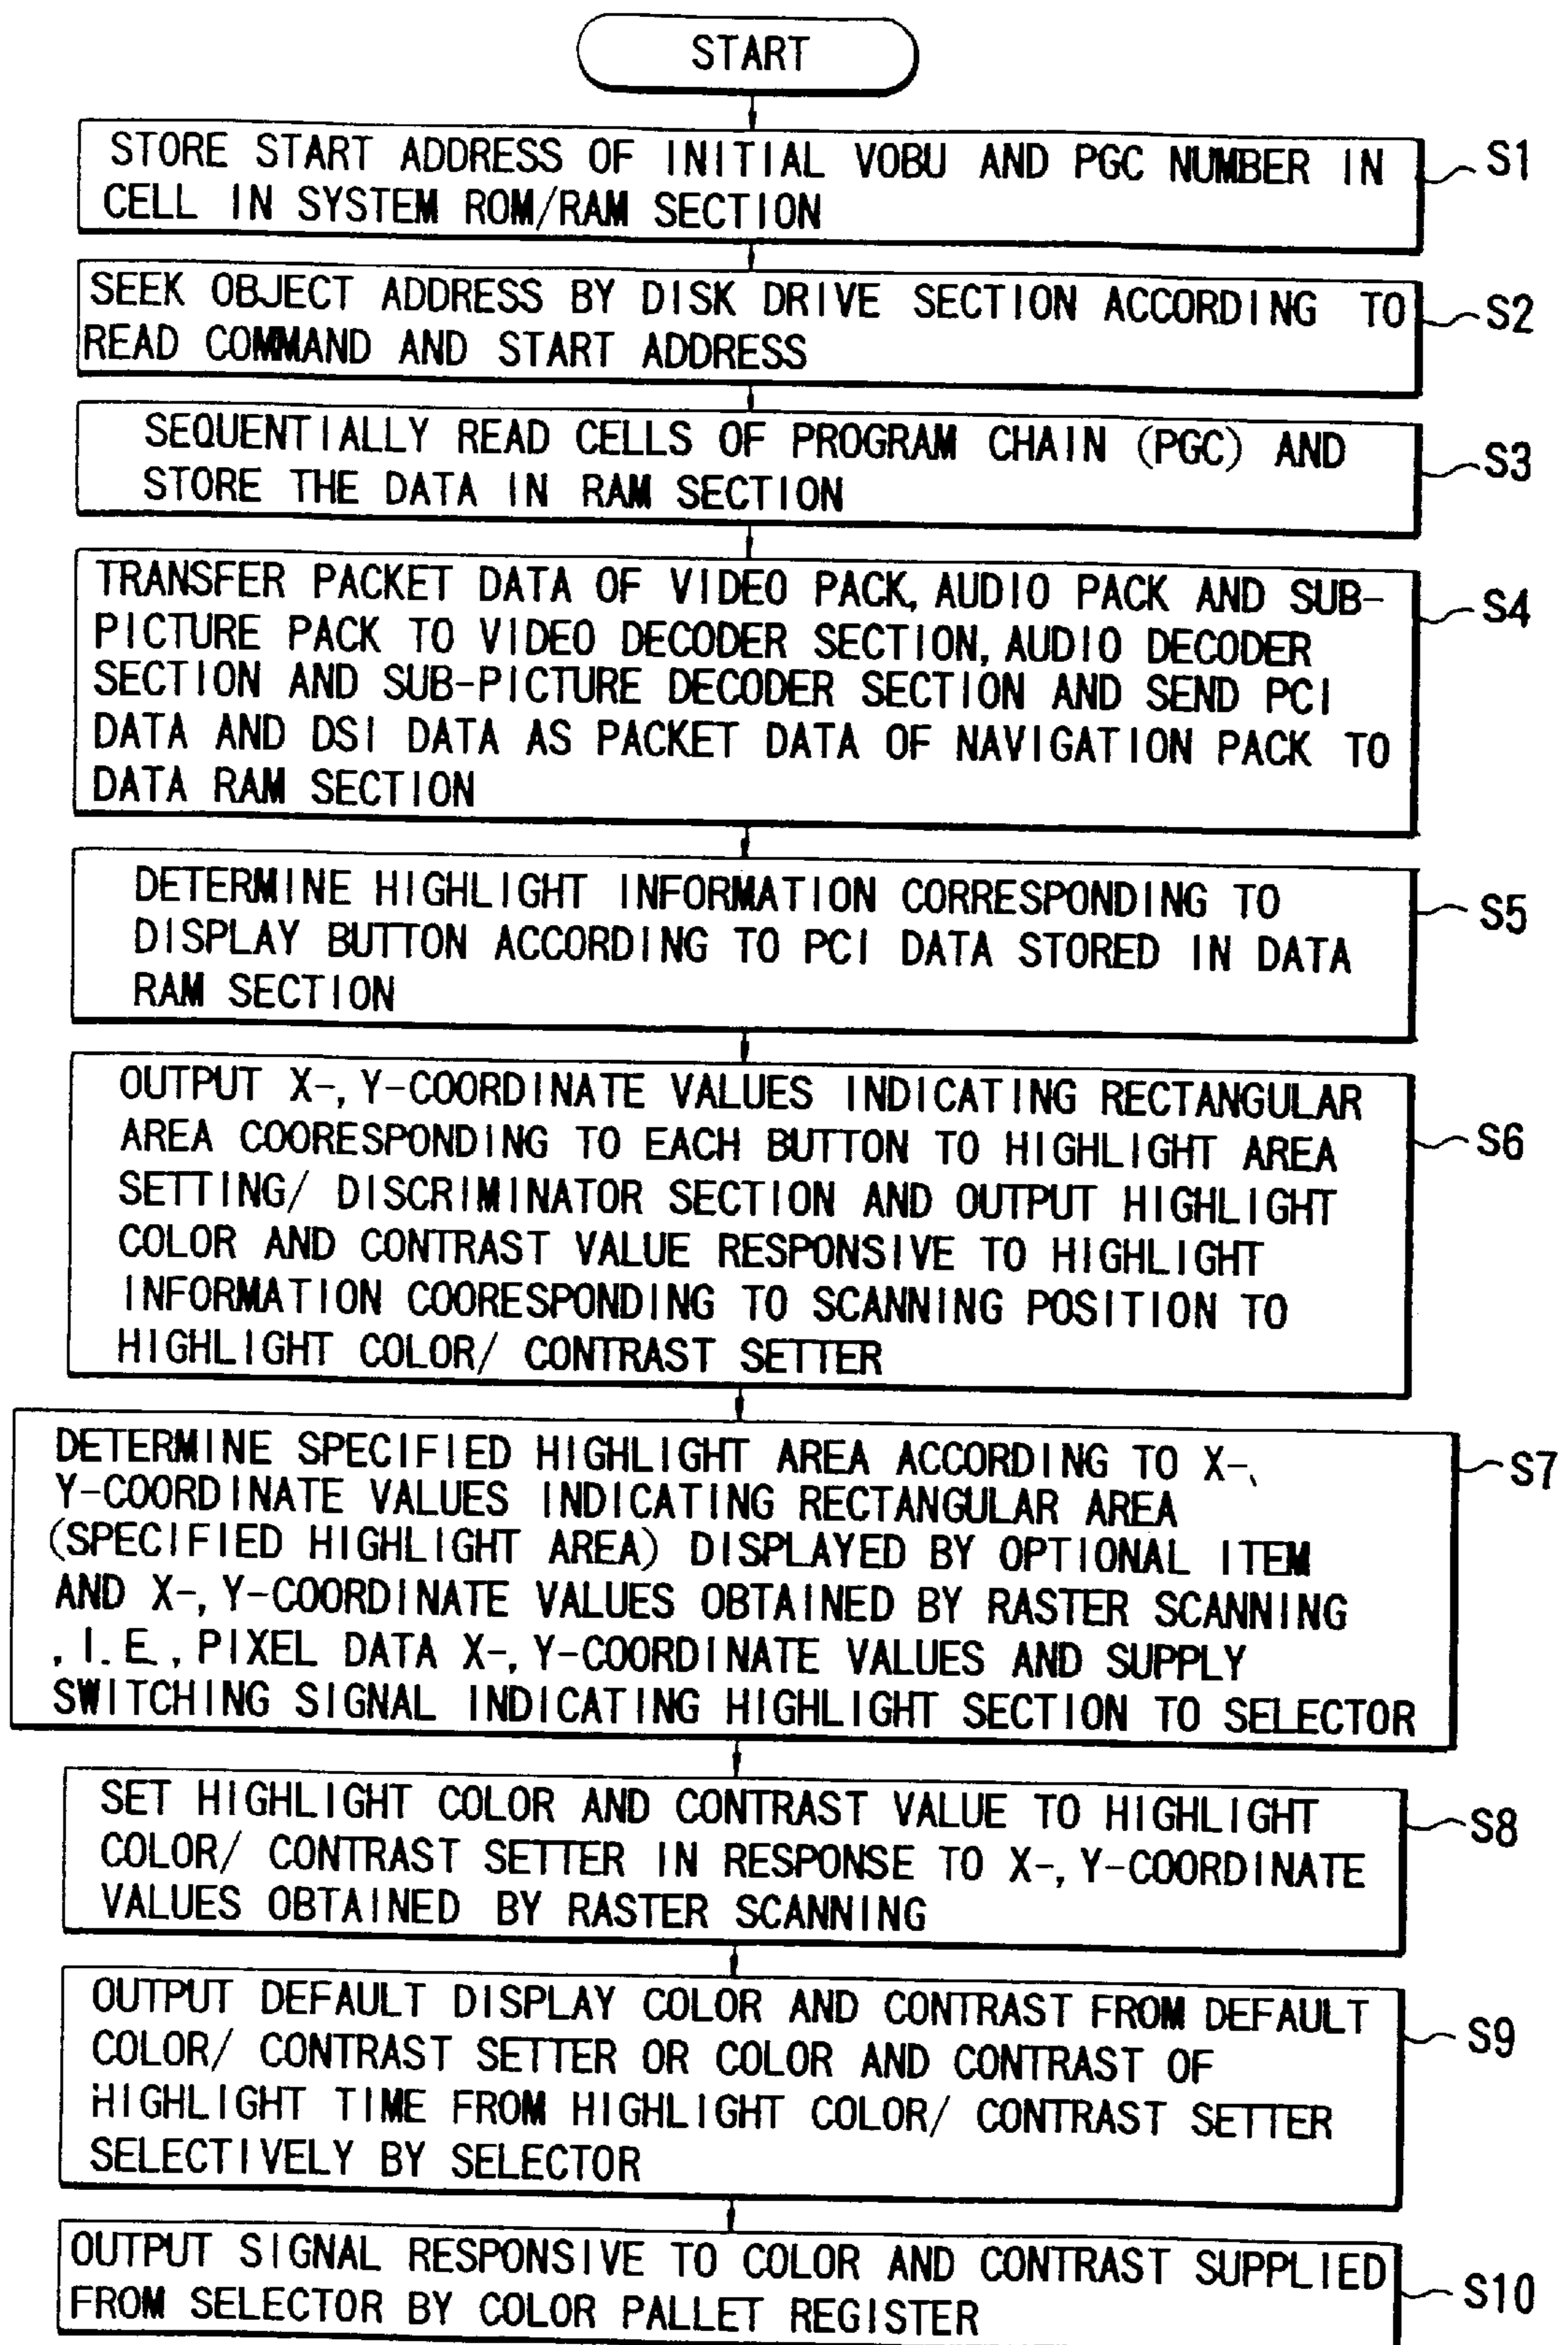 START
STORE START ADDRESS OF INITIAL VOBU AND PGC NUMBER IN
CELL IN SYSTEM ROM/RAM SECTION
S1
SEEK OBJECT ADDRESS BY DISK DRIVE SECTION ACCORDING TO
READ COMMAND AND START ADDRESS
S2
SEQUENTIALLY READ CELLS OF PROGRAM CHAIN (PGC) AND
STORE THE DATA IN RAM SECTION
S3
TRANSFER PACKET DATA OF VIDEO PACK, AUDIO PACK AND SUB-
PICTURE PACK TO VIDEO DECODER SECTION, AUDIO DECODER
SECTION AND SUB-PICTURE DECODER SECTION AND SEND PCI
DATA AND DSI DATA AS PACKET DATA OF NAVIGATION PACK TO
DATA RAM SECTION
S4
DETERMINE HIGHLIGHT INFORMATION CORRESPONDING TO
DISPLAY BUTTON ACCORDING TO PCI DATA STORED IN DATA
RAM SECTION
S5
OUTPUT X-, Y-COORDINATE VALUES INDICATING RECTANGULAR
AREA COORESPONDING TO EACH BUTTON TO HIGHLIGHT AREA
SETTING/ DISCRIMINATOR SECTION AND OUTPUT HIGHLIGHT
COLOR AND CONTRAST VALUE RESPONSIVE TO HIGHLIGHT
INFORMATION COORESPONDING TO SCANNING POSITION TO
HIGHLIGHT COLOR/ CONTRAST SETTER
S6
DETERMINE SPECIFIED HIGHLIGHT AREA ACCORDING TO X-,
Y-COORDINATE VALUES INDICATING RECTANGULAR AREA
(SPECIFIED HIGHLIGHT AREA) DISPLAYED BY OPTIONAL ITEM
AND X-, Y-COORDINATE VALUES OBTAINED BY RASTER SCANNING
, I. E., PIXEL DATA X-, Y-COORDINATE VALUES AND SUPPLY
SWITCHING SIGNAL INDICATING HIGHLIGHT SECTION TO SELECTOR
S7
SET HIGHLIGHT COLOR AND CONTRAST VALUE TO HIGHLIGHT
COLOR/ CONTRAST SETTER IN RESPONSE TO X-, Y-COORDINATE
VALUES OBTAINED BY RASTER SCANNING
S8
OUTPUT DEFAULT DISPLAY COLOR AND CONTRAST FROM DEFAULT
COLOR/ CONTRAST SETTER OR COLOR AND CONTRAST OF
HIGHLIGHT TIME FROM HIGHLIGHT COLOR/ CONTRAST SETTER
SELECTIVELY BY SELECTOR
S9
OUTPUT SIGNAL RESPONSIVE TO COLOR AND CONTRAST SUPPLIED
FROM SELECTOR BY COLOR PALLET REGISTER
S10